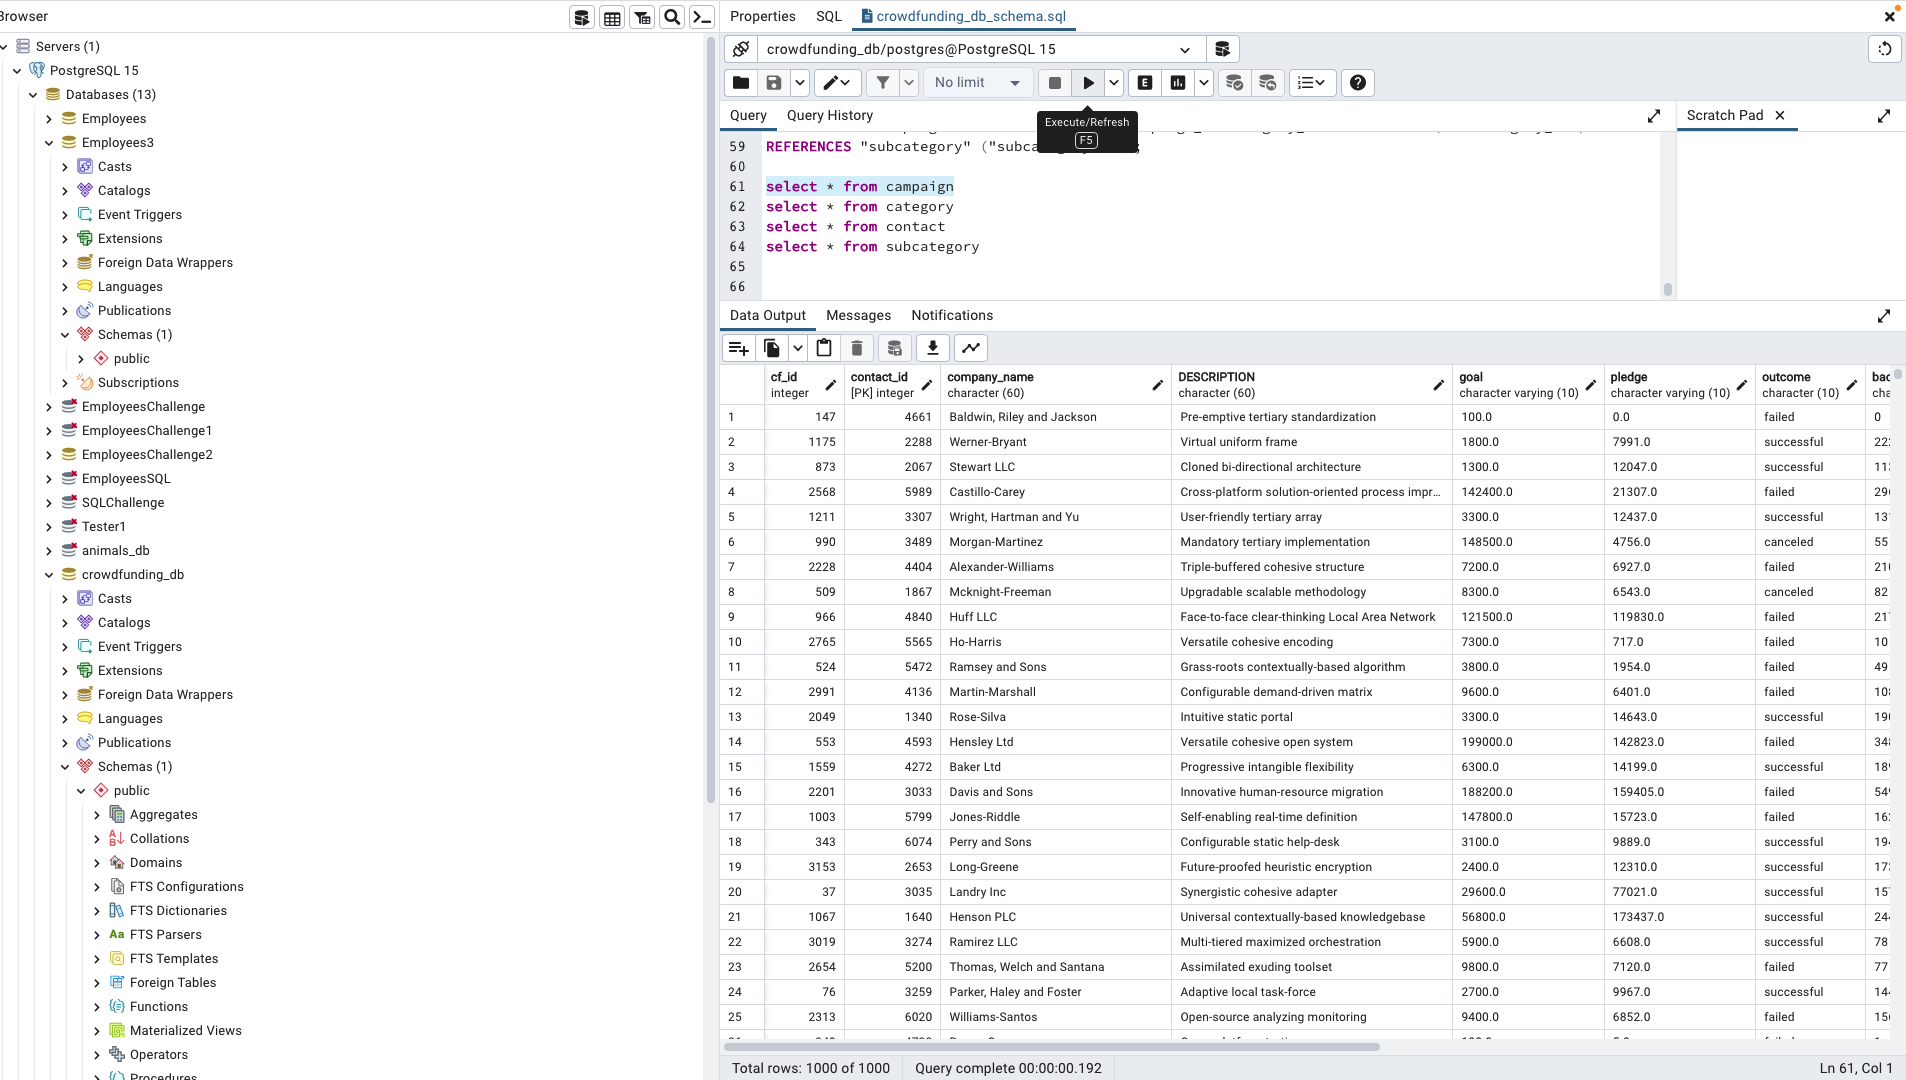 Browser
Servers (1)
PostgreSQL 15
Databases (13)
Employees
Employees3
Casts
Catalogs
Event Triggers
Extensions
Foreign Data Wrappers
Languages
Publications
Schemas (1)
public
Subscriptions
EmployeesChallenge
EmployeesChallenge1
EmployeesChallenge2
EmployeesSQL
SQLChallenge
Tester1
animals_db
crowdfunding_db
Casts
Catalogs
Event Triggers
Extensions
Foreign Data Wrappers
Languages
Publications
Schemas (1)
public
Aggregates
Collations
Domains
FTS Configurations
FTS Dictionaries
Aa FTS Parsers
FTS Templates
Foreign Tables
Functions
Materialized Views
Operators
Procedures
Properties SQL crowdfunding_db_schema.sql
crowdfunding_db/postgres@PostgreSQL 15
No limit E
Query Query History Scratch Pad
Execute/Refresh
F5
59 REFERENCES "subcategory" ("subca
60
61 select * from campaign
62 select * from category
63 select * from contact
64 select * from subcategory
65
66
Data Output Messages Notifications
cf_id contact_id company_name DESCRIPTION goal pledge outcome
integer [PK] integer character (60) character (60) character varying (10) character varying (10) character (10)
1 147 4661 Baldwin, Riley and Jackson Pre-emptive tertiary standardization 100.0 0.0 failed 0
2 1175 2288 Werner-Bryant Virtual uniform frame 1800.0 7991.0 successful
3 873 2067 Stewart LLC Cloned bi-directional architecture 1300.0 12047.0 successful
4 2568 5989 Castillo-Carey Cross-platform solution-oriented process impr... 142400.0 21307.0 failed
5 1211 3307 Wright, Hartman and Yu User-friendly tertiary array 3300.0 12437.0 successful
6 990 3489 Morgan-Martinez Mandatory tertiary implementation 148500.0 4756.0 canceled 55
7 2228 4404 Alexander-Williams Triple-buffered cohesive structure 7200.0 6927.0 failed
8 509 1867 Mcknight-Freeman Upgradable scalable methodology 8300.0 6543.0 canceled 82
9 966 4840 Huff LLC Face-to-face clear-thinking Local Area Network 121500.0 119830.0 failed
10 2765 5565 Ho-Harris Versatile cohesive encoding 7300.0 717.0 failed 10
11 524 5472 Ramsey and Sons Grass-roots contextually-based algorithm 3800.0 1954.0 failed 49
12 2991 4136 Martin-Marshall Configurable demand-driven matrix 9600.0 6401.0 failed
13 2049 1340 Rose-Silva Intuitive static portal 3300.0 14643.0 successful
14 553 4593 Hensley Ltd Versatile cohesive open system 199000.0 142823.0 failed
15 1559 4272 Baker Ltd Progressive intangible flexibility 6300.0 14199.0 successful
16 2201 3033 Davis and Sons Innovative human-resource migration 188200.0 159405.0 failed
17 1003 5799 Jones-Riddle Self-enabling real-time definition 147800.0 15723.0 failed
18 343 6074 Perry and Sons Configurable static help-desk 3100.0 9889.0 successful
19 3153 2653 Long-Greene Future-proofed heuristic encryption 2400.0 12310.0 successful
20 37 3035 Landry Inc Synergistic cohesive adapter 29600.0 77021.0 successful
21 1067 1640 Henson PLC Universal contextually-based knowledgebase 56800.0 173437.0 successful
22 3019 3274 Ramirez LLC Multi-tiered maximized orchestration 5900.0 6608.0 successful 78
23 2654 5200 Thomas, Welch and Santana Assimilated exuding toolset 9800.0 7120.0 failed 77
24 76 3259 Parker, Haley and Foster Adaptive local task-force 2700.0 9967.0 successful
25 2313 6020 Williams-Santos Open-source analyzing monitoring 9400.0 6852.0 failed
Total rows: 1000 of 1000 Query complete 00:00:00.192 Ln 61, Col 1